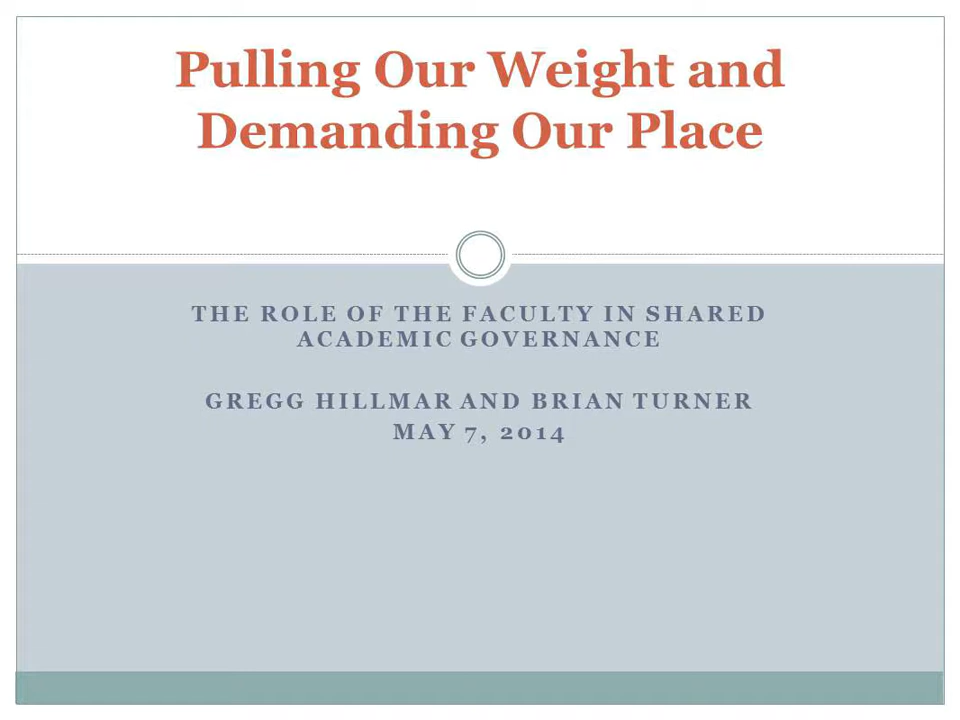 Pulling Our Weight and
Demanding Our Place
THE ROLE OF THE FACULTY IN SHARED
ACADEMIC GOVERNANCE
GREGG HILLMAR AND BRIAN TURNER
MAY 7, 2014